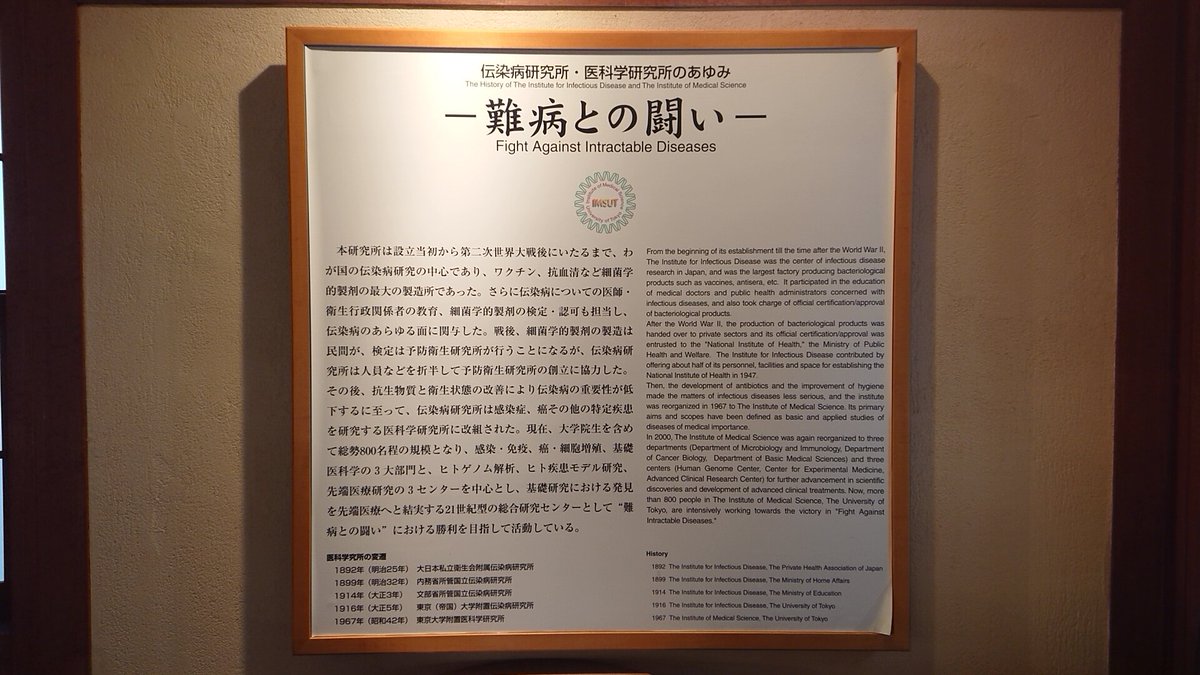 伝染病研究所・医科学研究所のあゆみ
The History of The Institute for Infectious Disease and The Institute of Medical Science
－難病との闘い－
Fight Against Intractable Diseases
Institute of Medical Science
IMSUT
University of Tokyo
本研究所は設立当初から第二次世界大戦後にいたるまで、わ
が国の伝染病研究の中心であり、ワクチン、抗血清など細菌学
的製剤の最大の製造所であった。さらに伝染病についての医師・
衛生行政関係者の教育、細菌学的製剤の検定・認可も担当し、
伝染病のあらゆる面に関与した。戦後、細菌学的製剤の製造は
民間が、検定は予防衛生研究所が行うことになるが、伝染病研
究所は人員などを折半して予防衛生研究所の創立に協力した。
その後、抗生物質と衛生状態の改善により伝染病の重要性が低
下するに至って、伝染病研究所は感染症、癌その他の特定疾患
を研究する医科学研究所に改組された。現在、大学院生を含め
て総勢800名程の規模となり、感染・免疫、癌・細胞増殖、基礎
医科学の3大部門と、ヒトゲノム解析、ヒト疾患モデル研究、
先端医療研究の3センターを中心とし、基礎研究における発見
を先端医療へと結実する21世紀型の総合研究センターとして“難
病との闘い”における勝利を目指して活動している。
From the beginning of its establishment till the time after the World War II,
The Institute for Infectious Disease was the center of infectious disease
research in Japan, and was the largest factory producing bacteriological
products such as vaccines, antisera, etc. It participated in the education
of medical doctors and public health administrators concerned with
infectious diseases, and also took charge of official certification/approval
of bacteriological products.
After the World War II, the production of bacteriological products was
handed over to private sectors and its official certification/approval was
entrusted to the "National Institute of Health," the Ministry of Public
Health and Welfare. The Institute for Infectious Disease contributed by
offering about half of its personnel, facilities and space for establishing the
National Institute of Health in 1947.
Then, the development of antibiotics and the improvement of hygiene
made the matters of infectious diseases less serious, and the institute
was reorganized in 1967 to The Institute of Medical Science. Its primary
aims and scopes have been defined as basic and applied studies of
diseases of medical importance.
In 2000, The Institute of Medical Science was again reorganized to three
departments (Department of Microbiology and Immunology, Department
of Cancer Biology, Department of Basic Medical Sciences) and three
centers (Human Genome Center, Center for Experimental Medicine,
Advanced Clinical Research Center) for further advancement in scientific
discoveries and development of advanced clinical treatments. Now, more
than 800 people in The Institute of Medical Science, The University of
Tokyo, are intensively working towards the victory in "Fight Against
Intractable Diseases."
医科学研究所の変遷
1892年（明治25年） 大日本私立衛生会附属伝染病研究所
1899年（明治32年） 内務省所管国立伝染病研究所
1914年（大正3年） 文部省所管国立伝染病研究所
1916年（大正5年） 東京（帝国）大学附置伝染病研究所
1967年（昭和42年） 東京大学附置医科学研究所
History
1892 The Institute for Infectious Disease, The Private Health Association of Japan
1899 The Institute for Infectious Disease, The Ministry of Home Affairs
1914 The Institute for Infectious Disease, The Ministry of Education
1916 The Institute for Infectious Disease, The University of Tokyo
1967 The Institute of Medical Science, The University of Tokyo